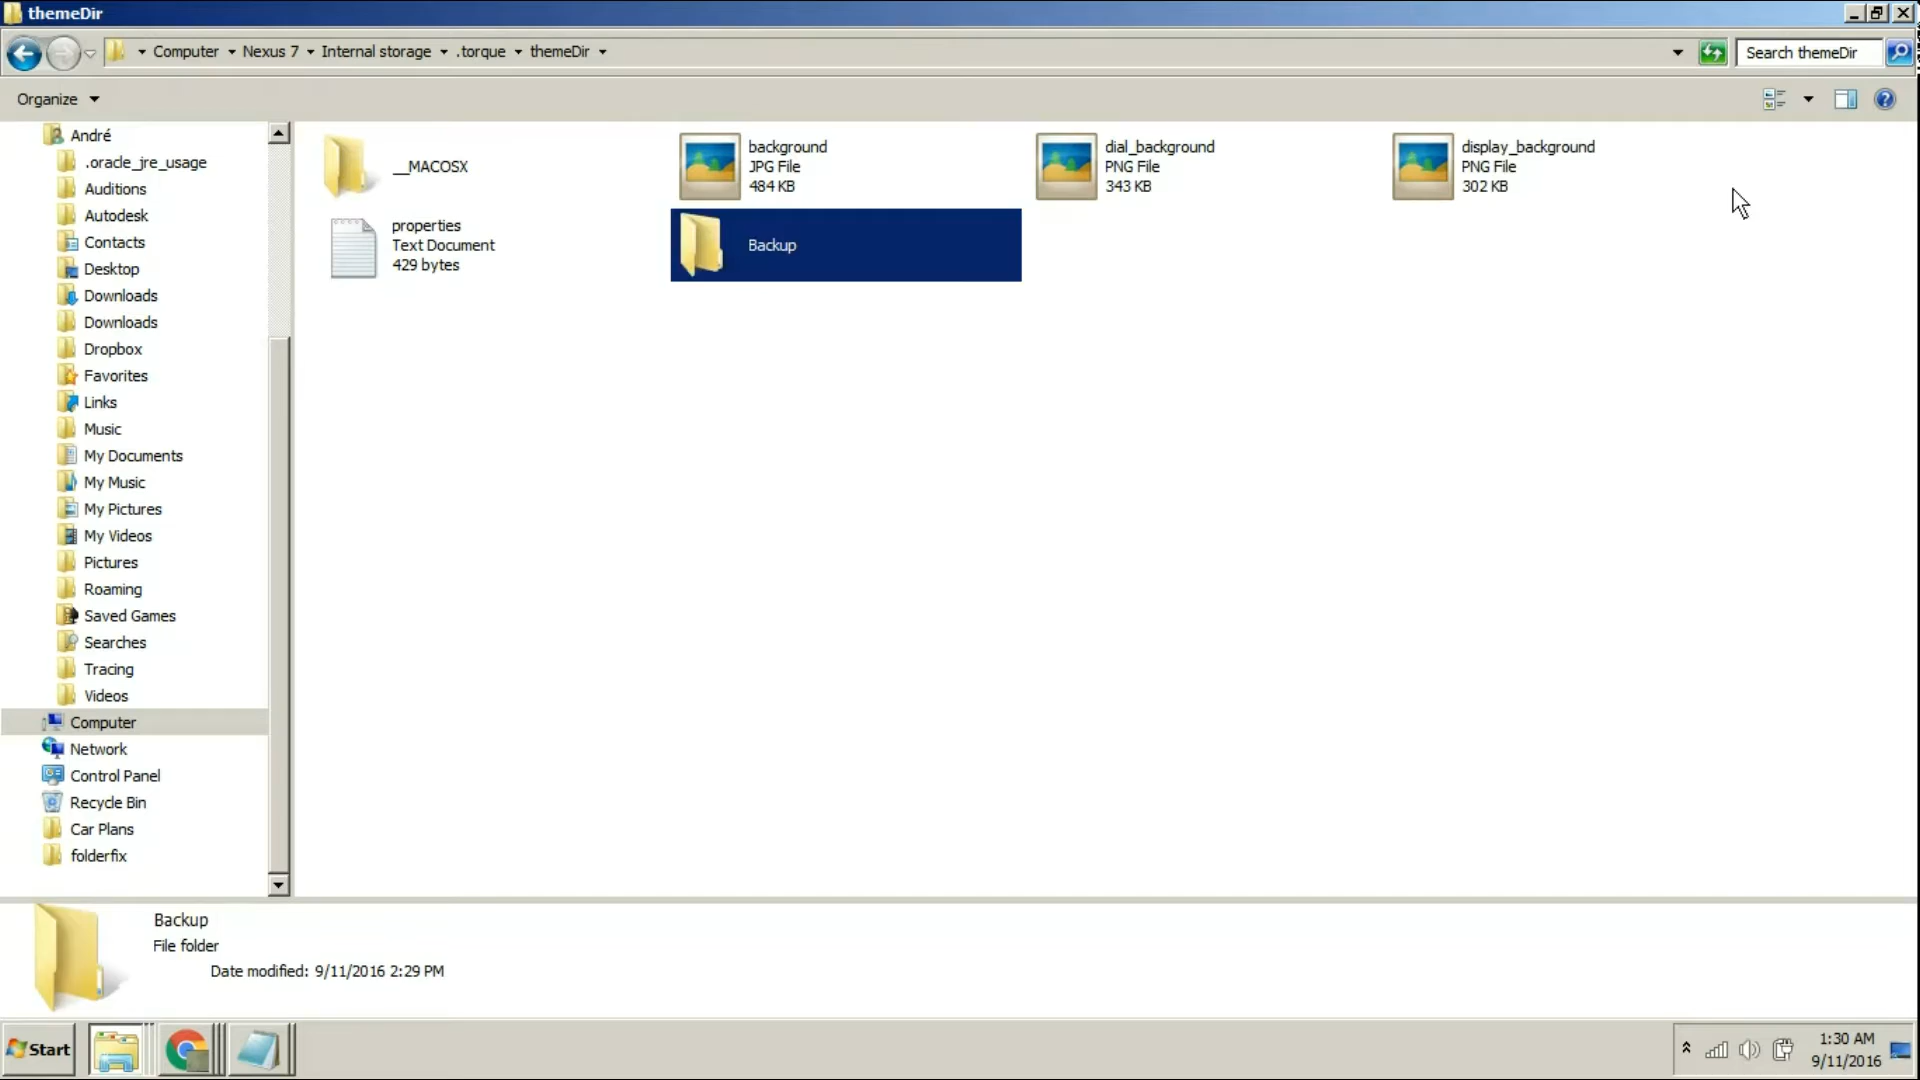 themeDir
Computer Nexus 7 Internal storage .torque themeDir
Search themeDir
Organize
André
.oracle_jre_usage
Auditions
Autodesk
Contacts
Desktop
Downloads
Downloads
Dropbox
Favorites
Links
Music
My Documents
My Music
My Pictures
My Videos
Pictures
Roaming
Saved Games
Searches
Tracing
Videos
Computer
Network
Control Panel
Recycle Bin
Car Plans
folderfix
__MACOSX
background
JPG File
484 KB
dial_background
PNG File
343 KB
display_background
PNG File
302 KB
properties
Text Document
429 bytes
Backup
Backup
File folder
Date modified: 9/11/2016 2:29 PM
Start
1:30 AM
9/11/2016